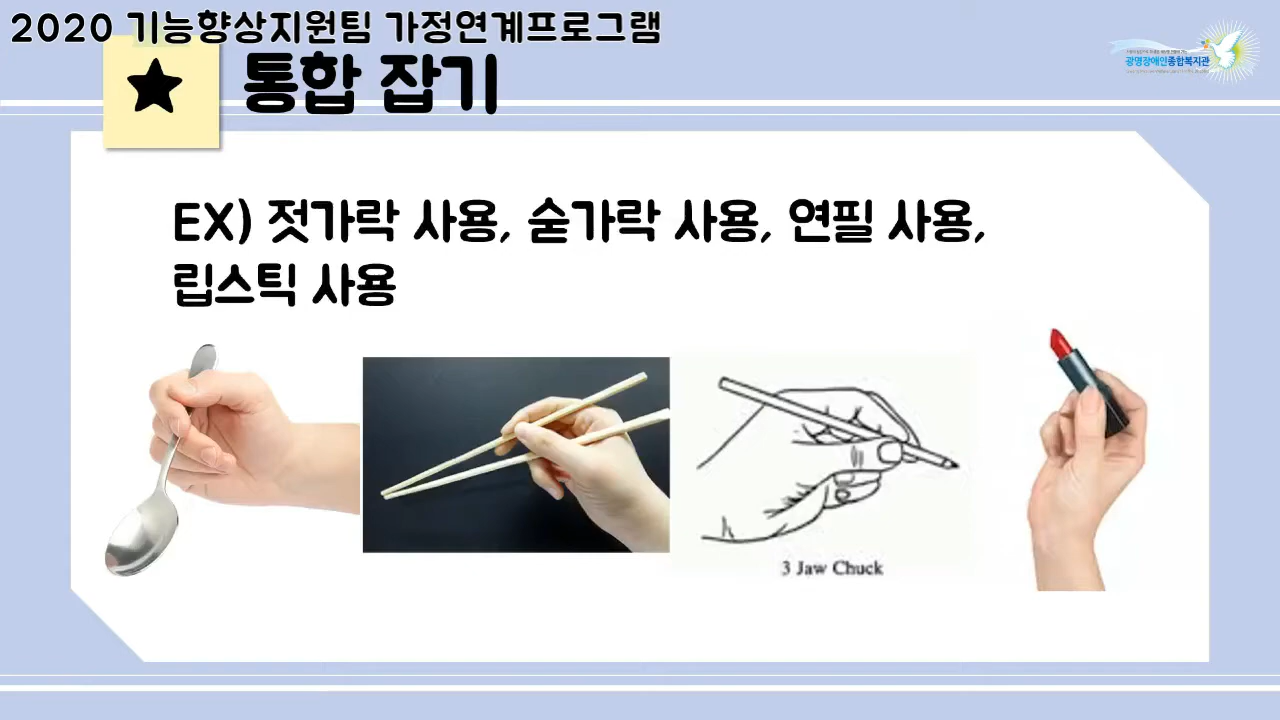 2020 기능향상지원팀 가정연계프로그램
통합 잡기
광명장애인종합복지관
EX) 젓가락 사용, 숟가락 사용, 연필 사용,
립스틱 사용
3 Jaw Chuck